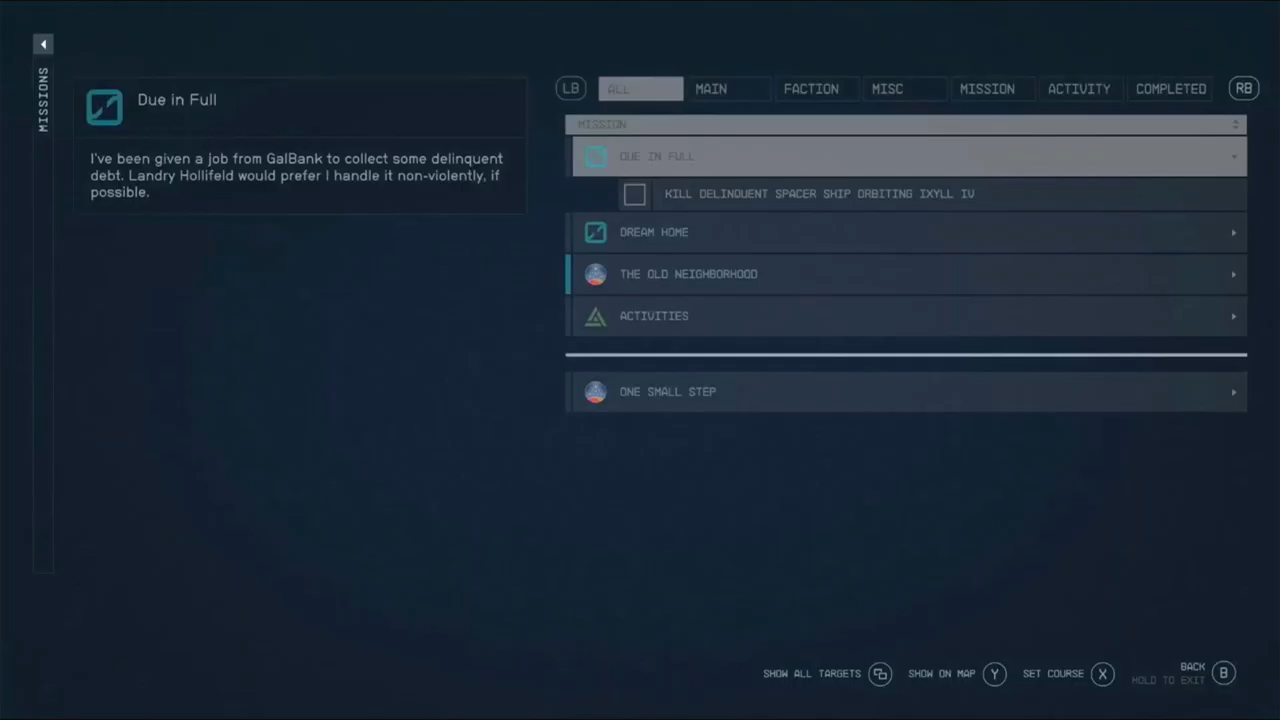 MISSIONS
Due in Full
I've been given a job from GalBank to collect some delinquent
debt. Landry Hollifeld would prefer I handle it non-violently, if
possible.
LB ALL MAIN FACTION MISC MISSION ACTIVITY COMPLETED RB
MISSION
DUE IN FULL
KILL DELINQUENT SPACER SHIP ORBITING IXYLL IV
DREAM HOME
THE OLD NEIGHBORHOOD
ACTIVITIES
ONE SMALL STEP
SHOW ALL TARGETS SHOW ON MAP Y SET COURSE X BACK B
HOLD TO EXIT